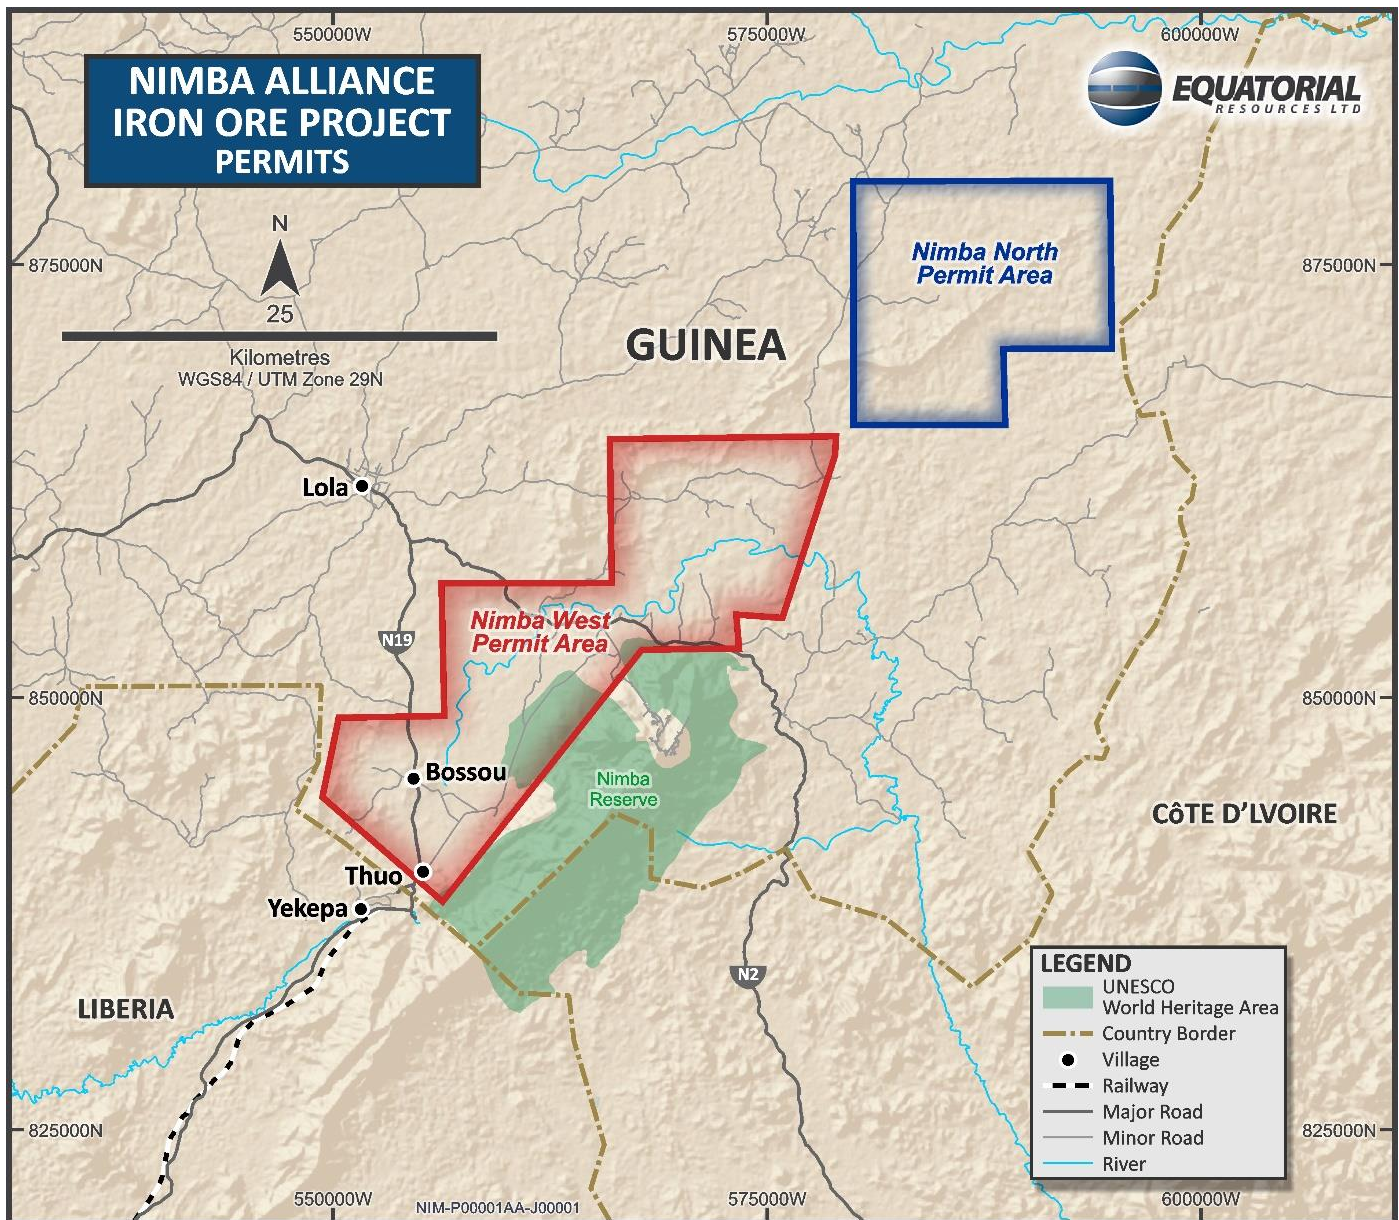 550000W
575000W
600000W
NIMBA ALLIANCE
IRON ORE PROJECT
PERMITS
EQUATORIAL
RESOURCES LTD
N
25
Kilometres
WGS84 / UTM Zone 29N
875000N
875000N
Nimba North
Permit Area
GUINEA
Lola
N19
Nimba West
Permit Area
850000N
850000N
Bossou
Nimba
Reserve
CôTE D'LVOIRE
Thuo
Yekepa
LIBERIA
N2
LEGEND
UNESCO
World Heritage Area
Country Border
Village
Railway
Major Road
Minor Road
River
825000N
825000N
550000W
NIM-P00001AA-J00001
575000W
600000W